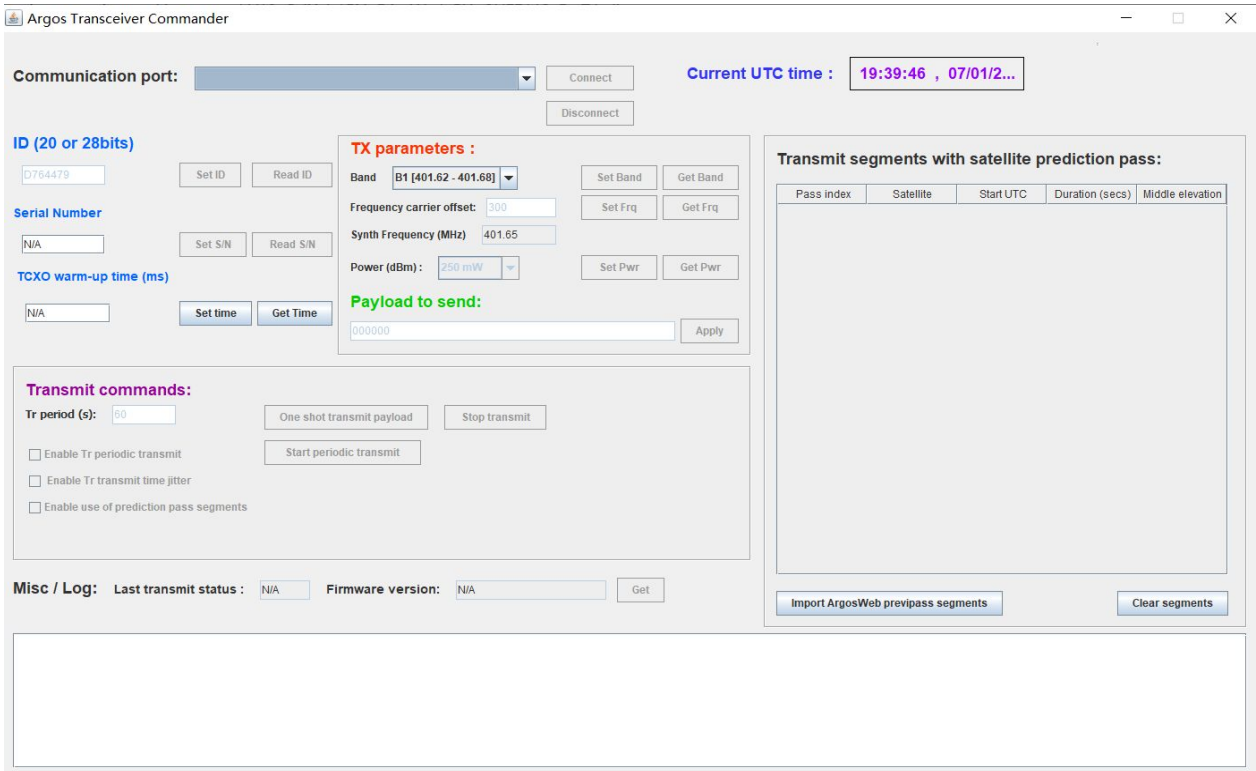 Argos Transceiver Commander
Communication port:
Connect
Current UTC time :
19:39:46 , 07/01/2...
Disconnect
ID (20 or 28bits)
D764479
Set ID
Read ID
Serial Number
N/A
Set S/N
Read S/N
TCXO warm-up time (ms)
N/A
Set time
Get Time
TX parameters :
Band
B1 [401.62 - 401.68]
Set Band
Get Band
Frequency carrier offset:
300
Set Frq
Get Frq
Synth Frequency (MHz)
401.65
Power (dBm) :
250 mW
Set Pwr
Get Pwr
Payload to send:
000000
Apply
Transmit segments with satellite prediction pass:
Pass index
Satellite
Start UTC
Duration (secs)
Middle elevation
Import ArgosWeb previpass segments
Clear segments
Transmit commands:
Tr period (s):
60
One shot transmit payload
Stop transmit
Enable Tr periodic transmit
Start periodic transmit
Enable Tr transmit time jitter
Enable use of prediction pass segments
Misc / Log:
Last transmit status :
N/A
Firmware version:
N/A
Get